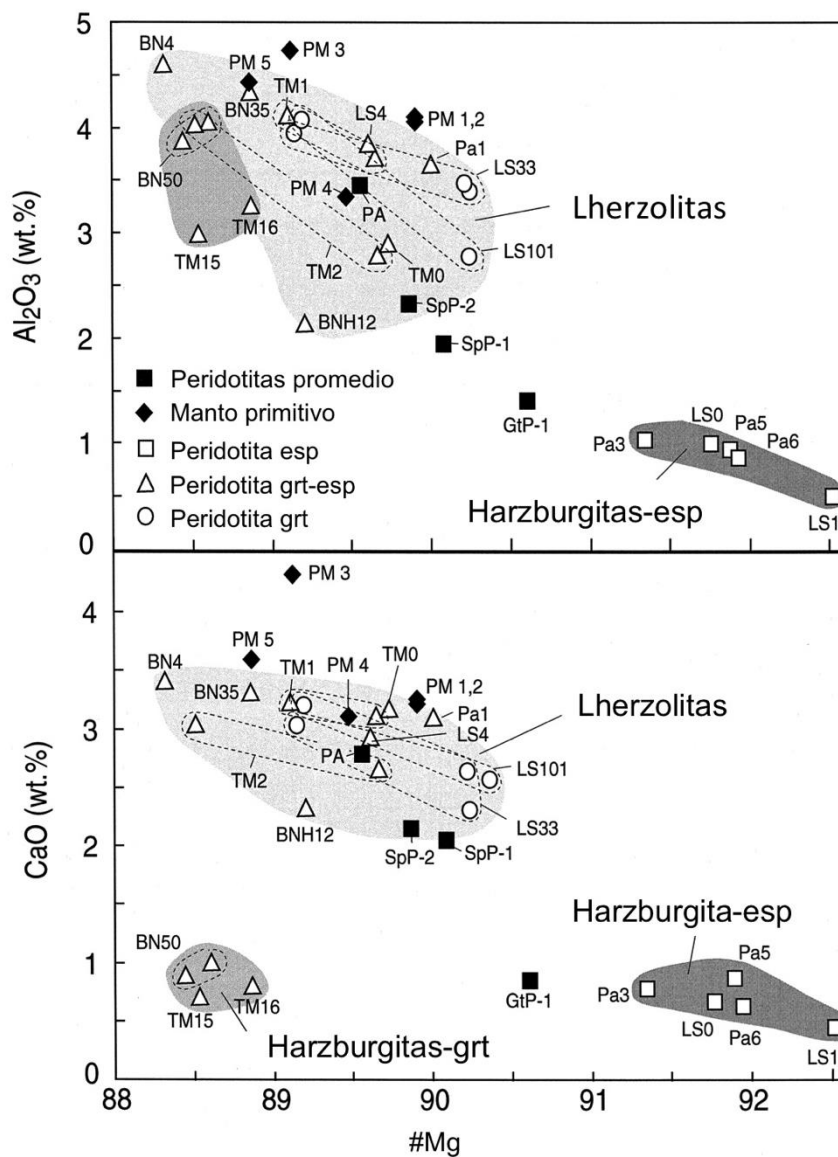 5
4
3
2
1
0
Al₂O₃ (wt.%)
BN4
PM 3
PM 5
BN35
TM1
LS4
PM 1,2
Pa1
LS33
BN50
PM 4
PA
Lherzolitas
TM16
TM15
TM2
TM0
LS101
SpP-2
BNH12
SpP-1
GtP-1
Peridotitas promedio
Manto primitivo
Peridotita esp
Peridotita grt-esp
Peridotita grt
LS0
Pa5
Pa3
Pa6
Harzburgitas-esp
LS1
4
3
2
1
0
CaO (wt.%)
PM 3
PM 5
BN4
BN35
TM1
PM 4
TM0
PM 1,2
Pa1
Lherzolitas
LS4
PA
LS101
TM2
LS33
BNH12
SpP-2
SpP-1
Harzburgita-esp
BN50
Pa5
GtP-1
Pa3
TM15
TM16
LS0
Pa6
LS1
Harzburgitas-grt
88
89
90
91
92
#Mg